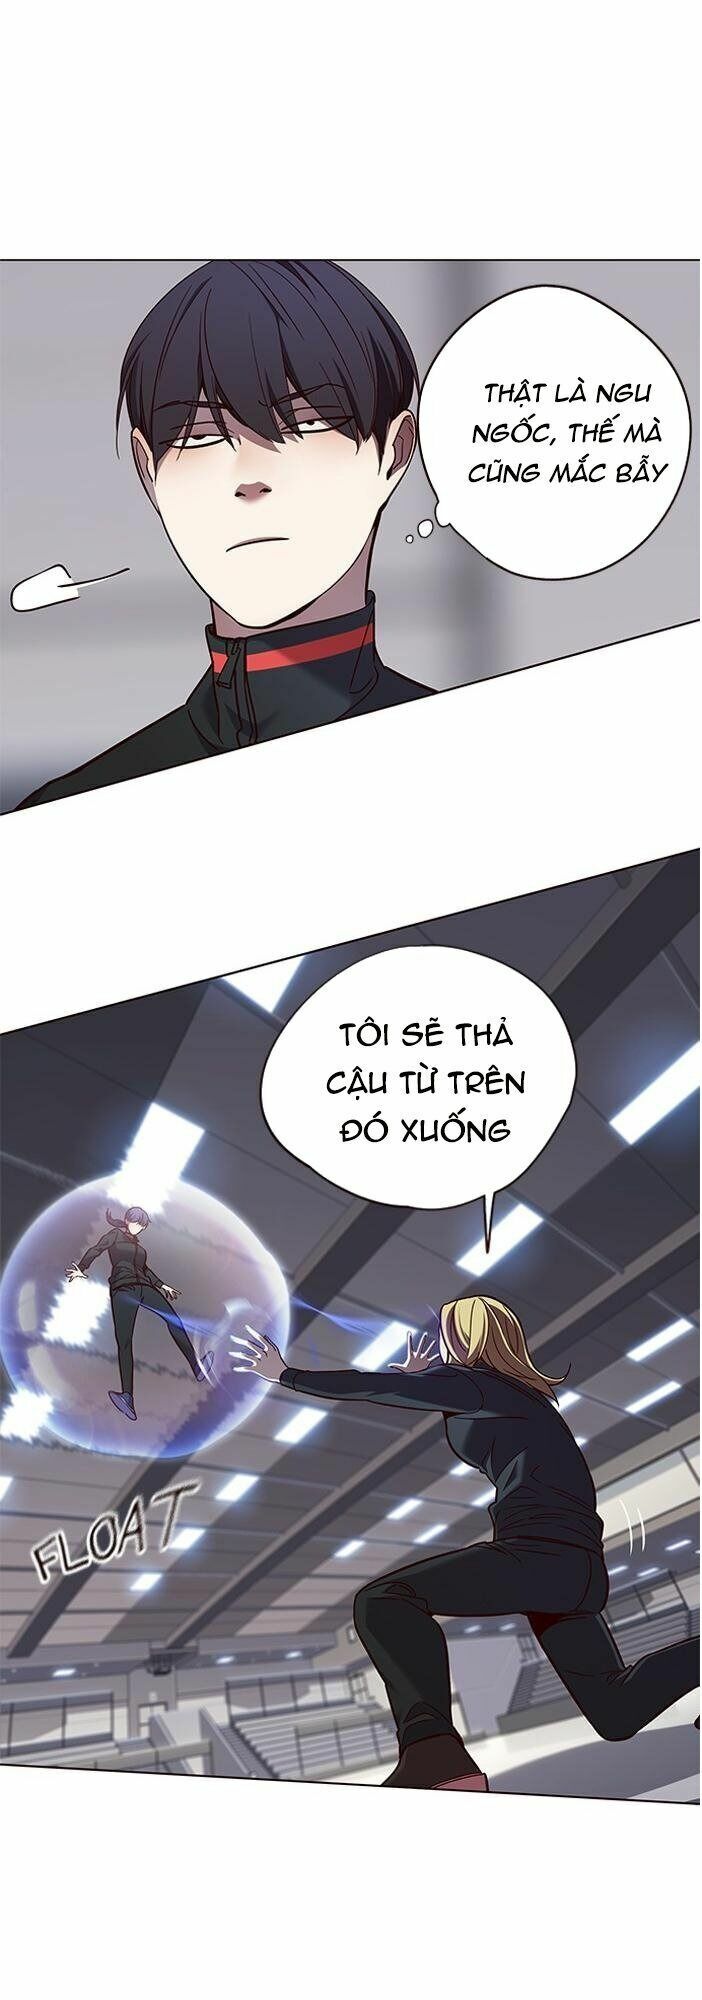 THẬT LÀ NGU
NGỐC, THẾ MÀ
CŨNG MẮC BẪY
TÔI SẼ THẢ
CẬU TỪ TRÊN
ĐÓ XUỐNG
FLOAT